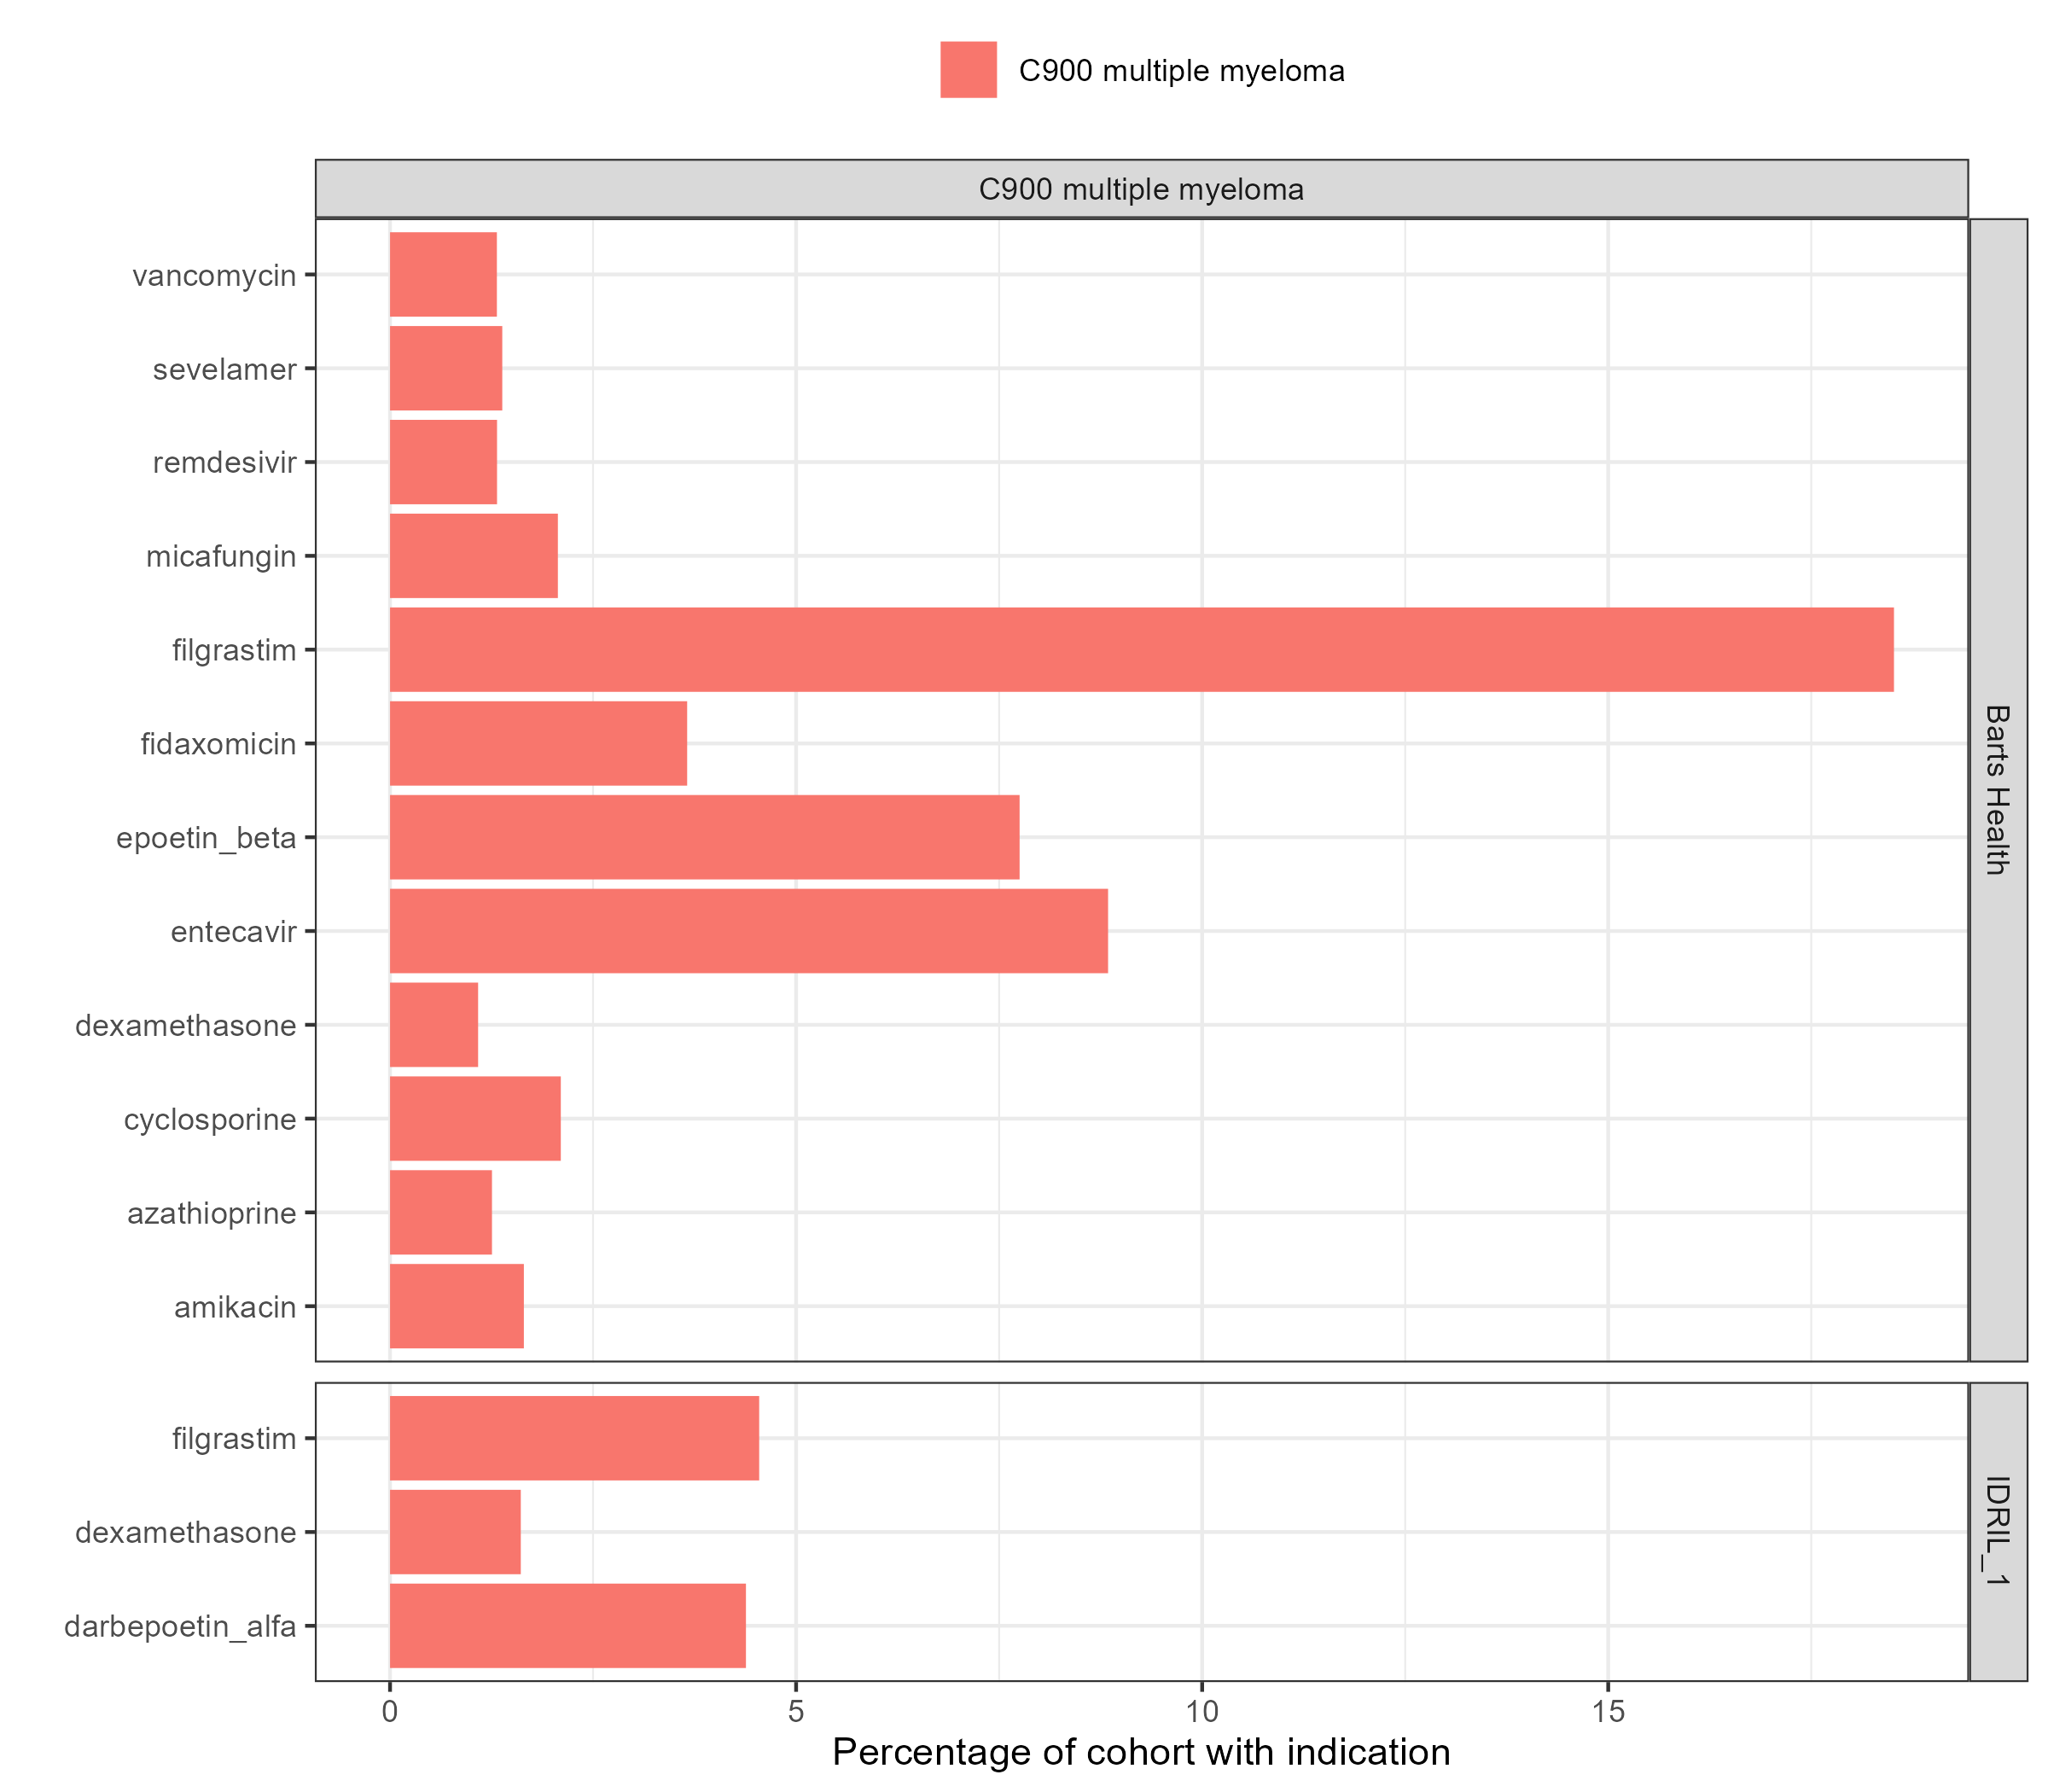 C900 multiple myeloma
C900 multiple myeloma
vancomycin
sevelamer
remdesivir
micafungin
filgrastim
fidaxomicin
epoetin_beta
entecavir
dexamethasone
cyclosporine
azathioprine
amikacin
Barts Health
filgrastim
dexamethasone
darbepoetin_alfa
IDRIL_1
0 5 10 15
Percentage of cohort with indication